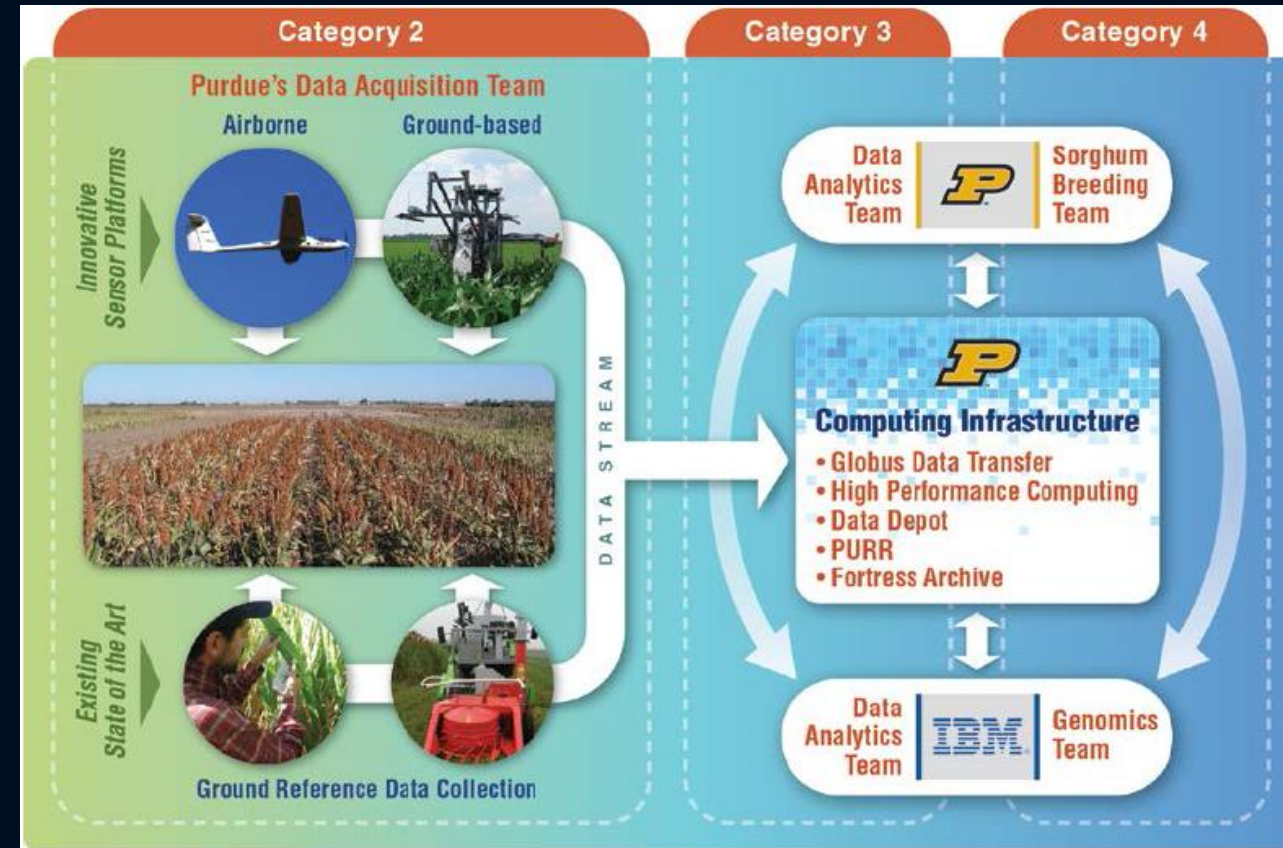 Category 2
Category 3
Category 4
Purdue's Data Acquisition Team
Airborne
Ground-based
Innovative
Sensor Platforms
Existing
State of the Art
Ground Reference Data Collection
DATA STREAM
Data
Analytics
Team
P
Sorghum
Breeding
Team
P
Computing Infrastructure
• Globus Data Transfer
• High Performance Computing
• Data Depot
• PURR
• Fortress Archive
Data
Analytics
Team
IBM
Genomics
Team